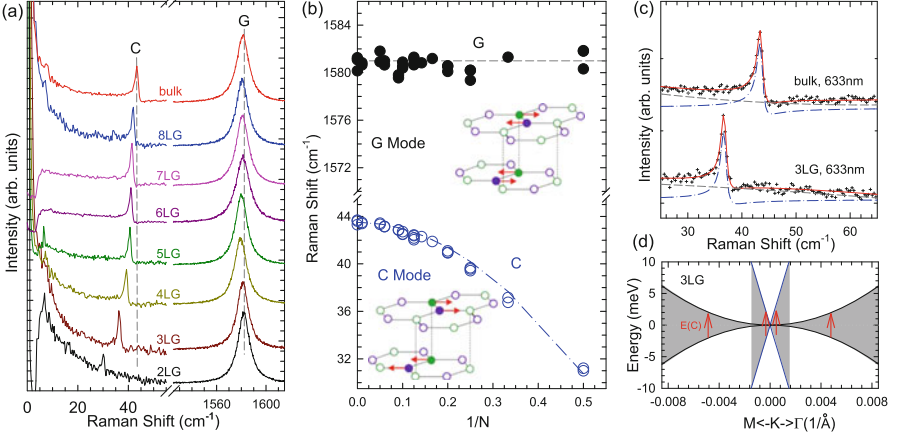 (a)
C
G
bulk
8LG
7LG
6LG
5LG
4LG
3LG
2LG
Intensity (arb. units)
0 20 40 1560 1600
Raman Shift (cm⁻¹)
(b)
1584
1580
1576
1572
44
40
36
32
Raman Shift (cm⁻¹)
G
G Mode
C
C Mode
0.0 0.1 0.2 0.3 0.4 0.5
1/N
(c)
bulk, 633nm
3LG, 633nm
Intensity (arb. units)
30 40 50 60
Raman Shift (cm⁻¹)
(d)
10
5
0
-5
-10
Energy (meV)
3LG
E(C)
-0.008 -0.004 0.000 0.004 0.008
M<-K->Γ(1/Å)